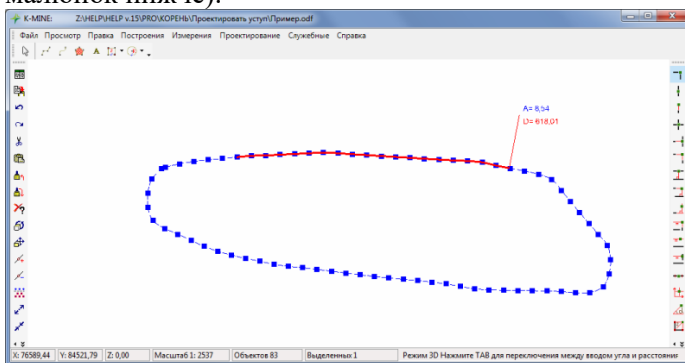 малюнок нижче).
K-MINE: Z:\HELP\HELP v.15\PRO\КОРЕНЬ\Проектировать уступ\Пример.odf
Файл Просмотр Правка Построения Измерения Проектирование Служебные Справка
A= 8,54
D= 618,01
X: 76589,44 Y: 84521,79 Z: 0,00 Масштаб 1: 2537 Объектов 83 Выделенных 1 Режим 3D Нажмите TAB для переключения между вводом угла и расстояния